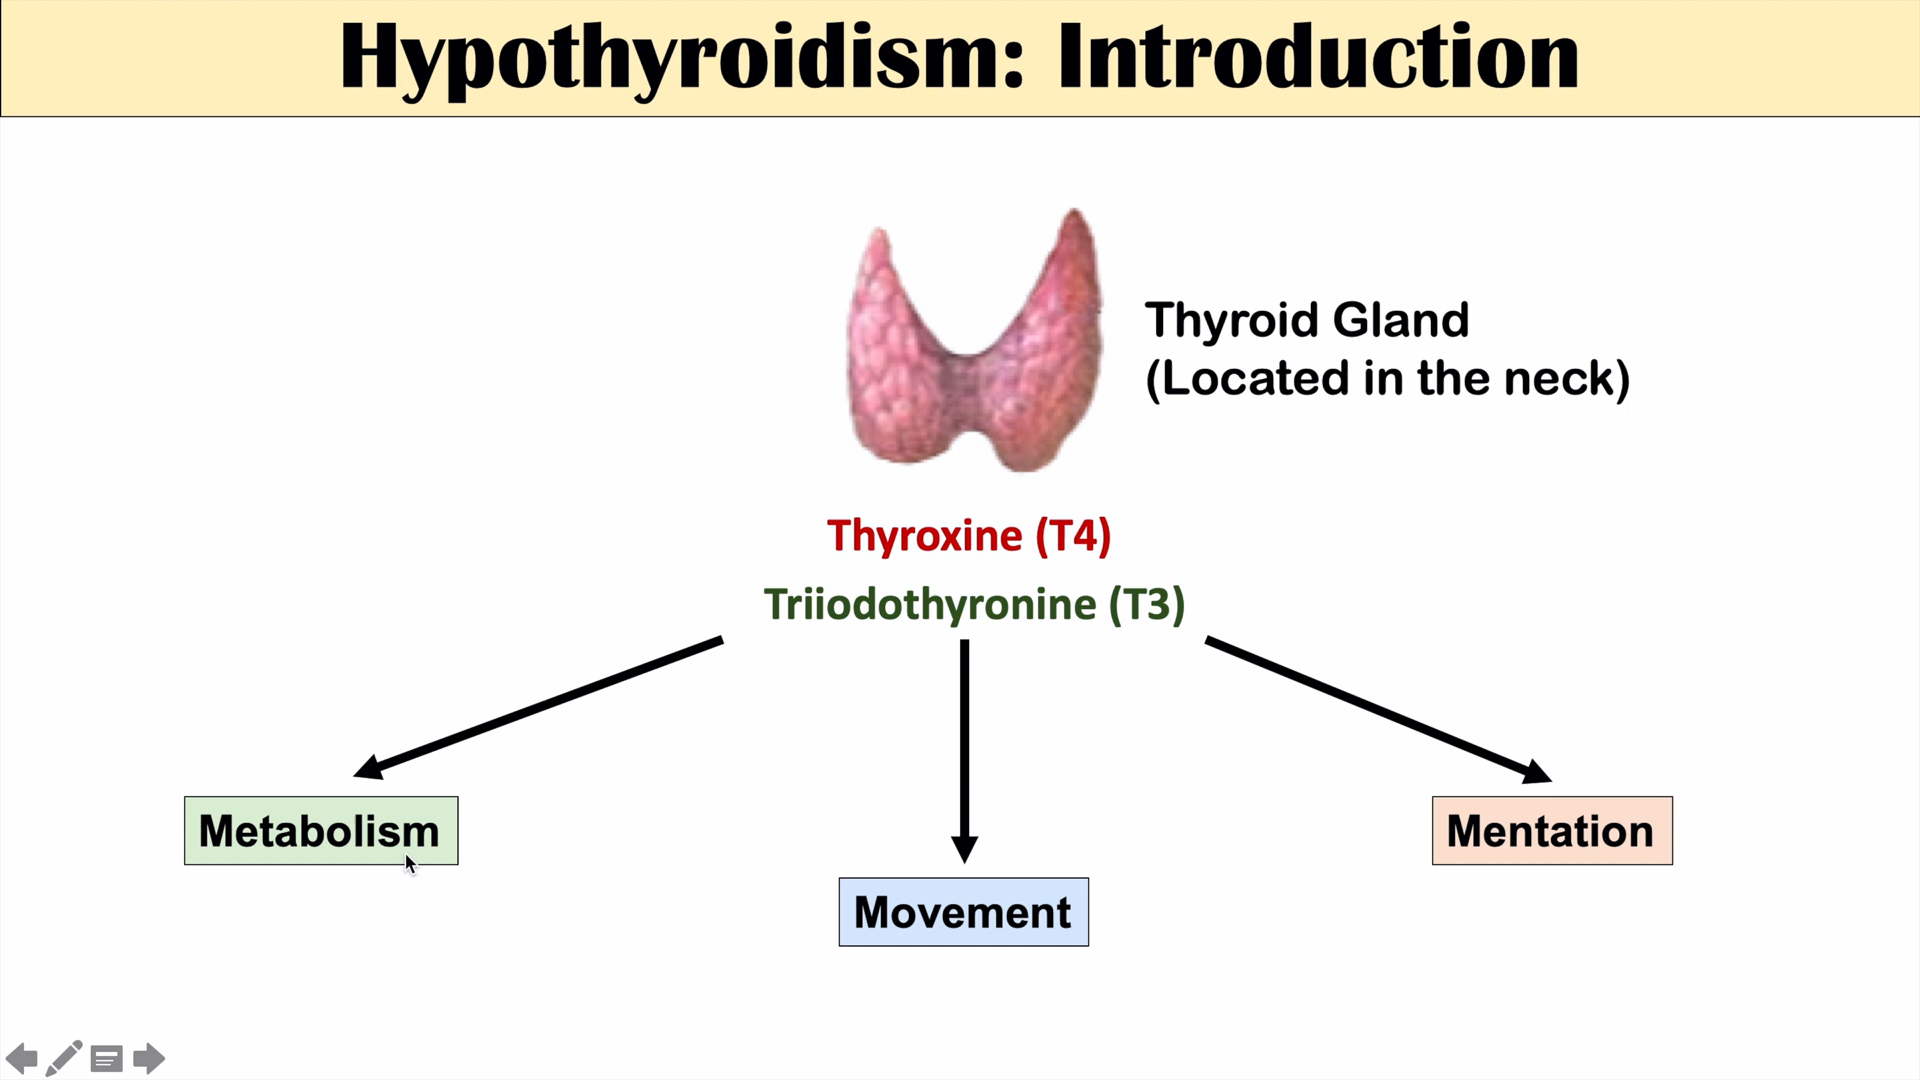 Hypothyroidism: Introduction
Thyroid Gland
(Located in the neck)
Thyroxine (T4)
Triiodothyronine (T3)
Metabolism
Mentation
Movement